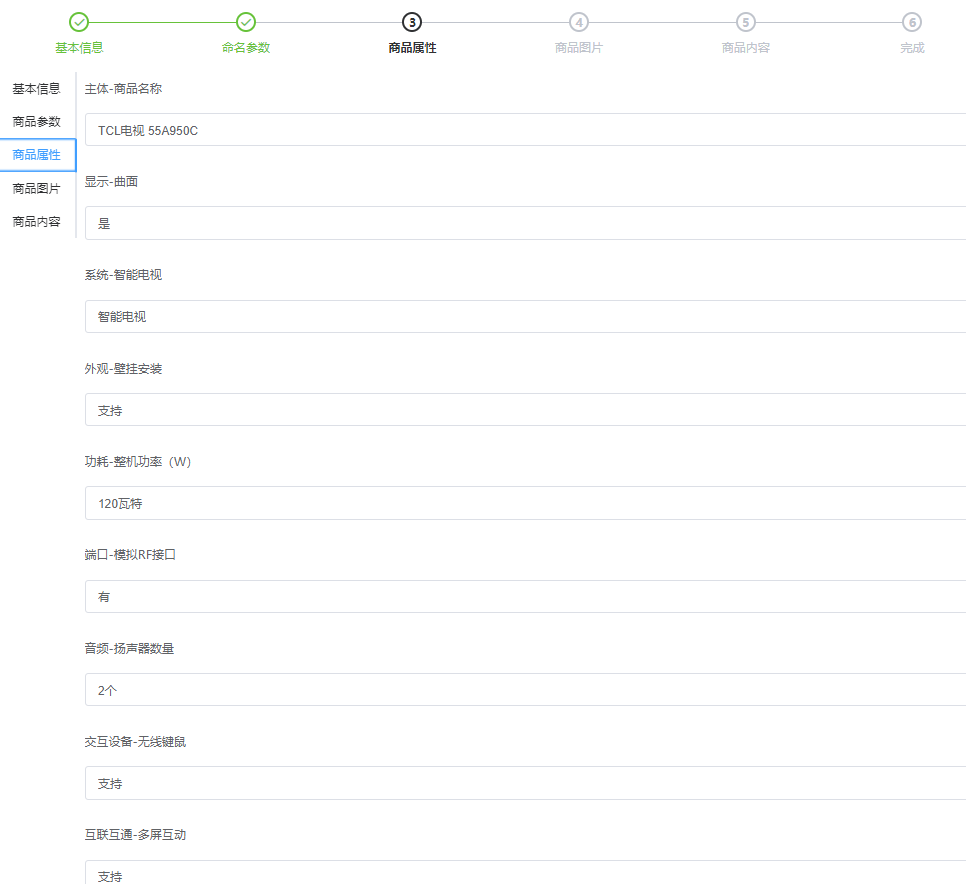 3
4
5
6
基本信息
命名参数
商品属性
商品图片
商品内容
完成
基本信息
商品参数
商品属性
商品图片
商品内容
主体-商品名称
TCL电视 55A950C
显示-曲面
是
系统-智能电视
智能电视
外观-壁挂安装
支持
功耗-整机功率（W）
120瓦特
端口-模拟RF接口
有
音频-扬声器数量
2个
交互设备-无线键鼠
支持
互联互通-多屏互动
支持